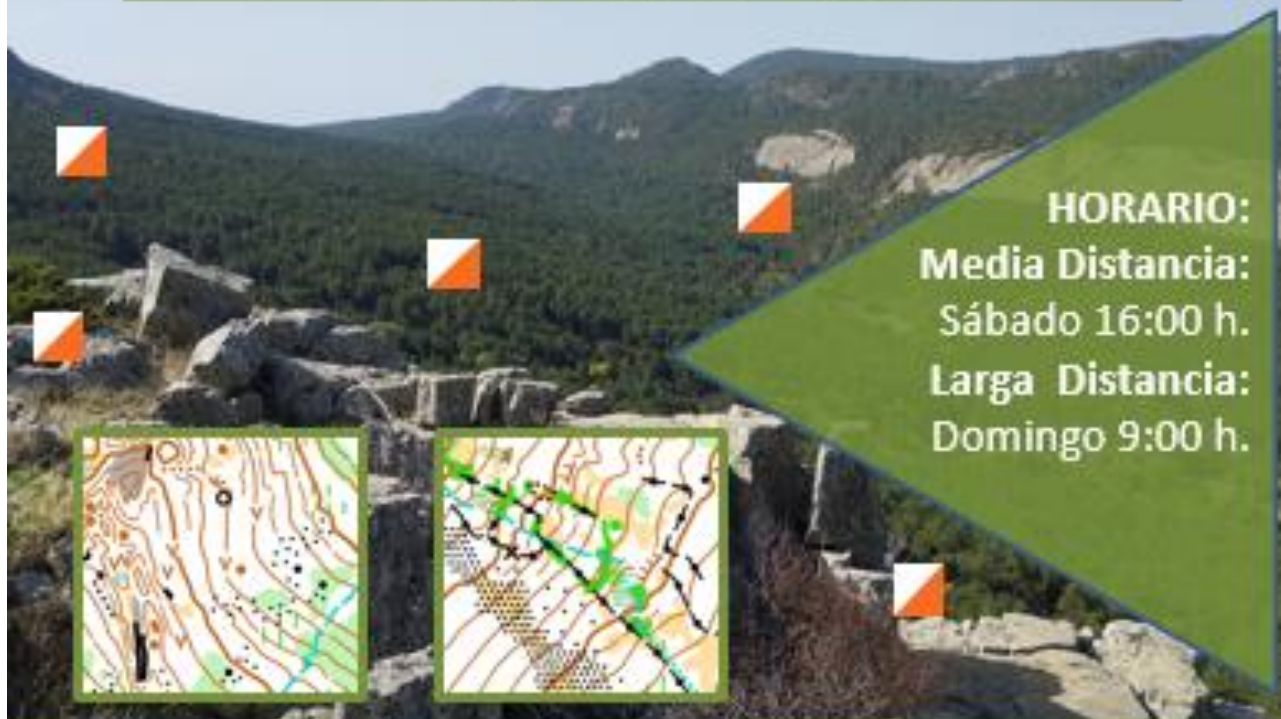 HORARIO:
Media Distancia:
Sábado 16:00 h.
Larga Distancia:
Domingo 9:00 h.